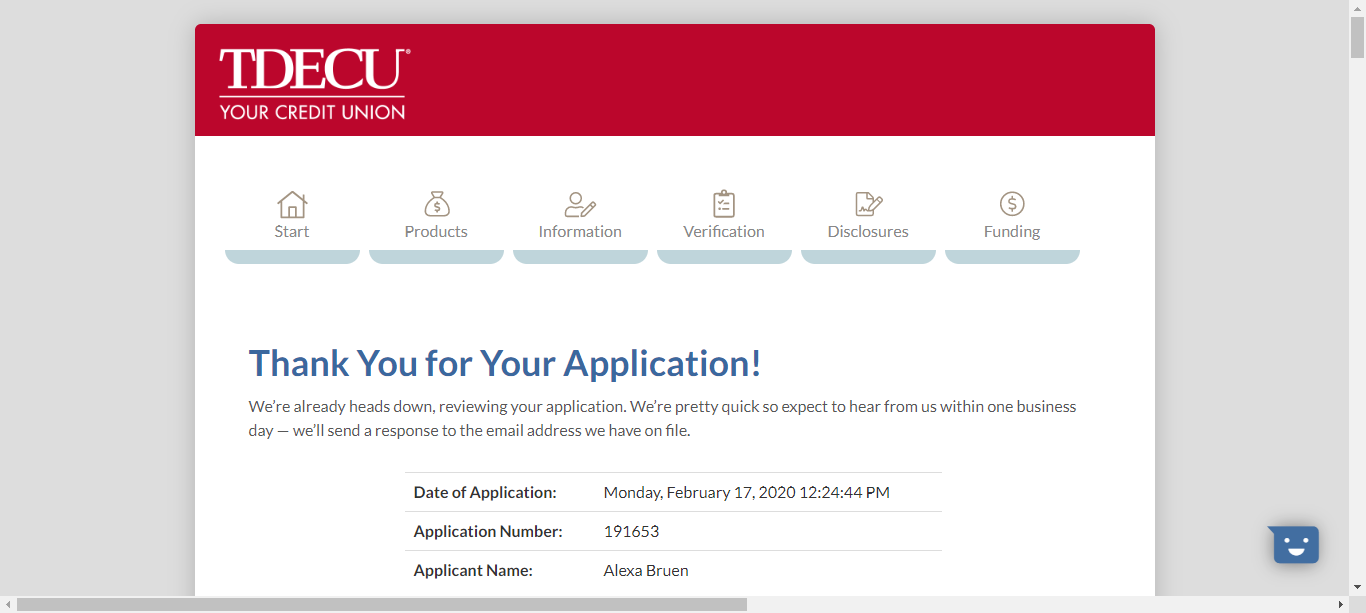 TDECU®
YOUR CREDIT UNION
Start Products Information Verification Disclosures Funding
Thank You for Your Application!
We’re already heads down, reviewing your application. We’re pretty quick so expect to hear from us within one business
day — we’ll send a response to the email address we have on file.
Date of Application: Monday, February 17, 2020 12:24:44 PM
Application Number: 191653
Applicant Name: Alexa Bruen